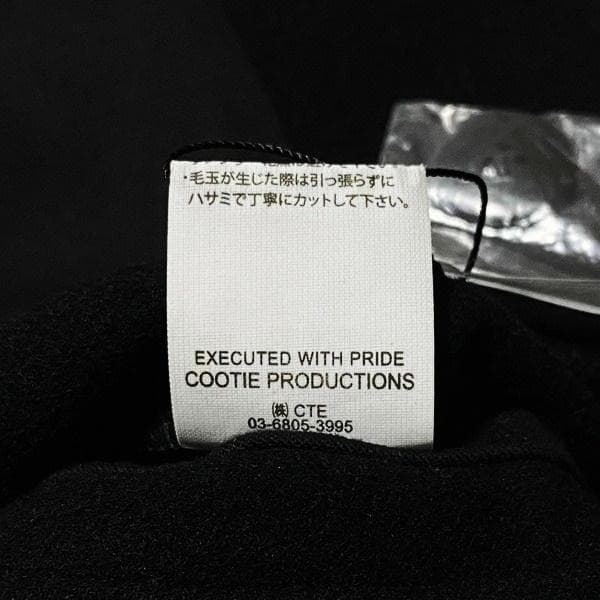 ・毛玉が生じた際は引っ張らずに
ハサミで丁寧にカットして下さい。
EXECUTED WITH PRIDE
COOTIE PRODUCTIONS
㈱ CTE
03-6805-3995